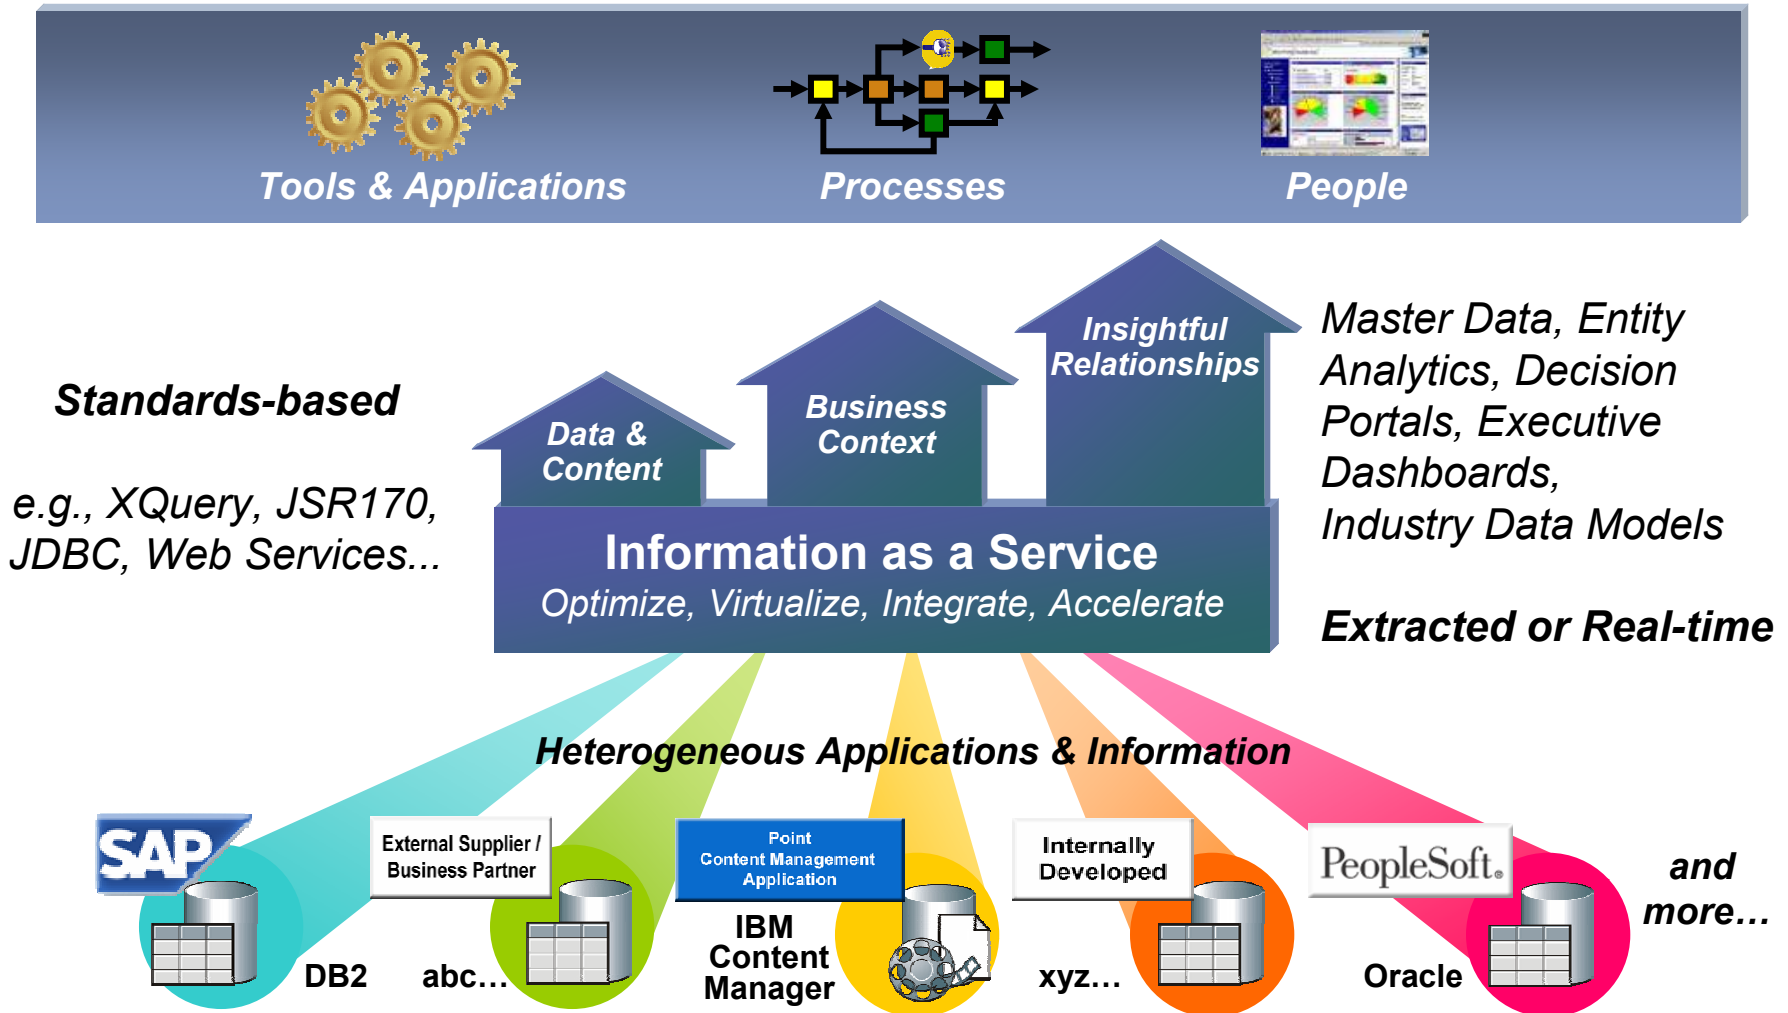 Tools & Applications
Processes
People
Standards-based
e.g., XQuery, JSR170,
JDBC, Web Services...
Data &
Content
Business
Context
Insightful
Relationships
Master Data, Entity
Analytics, Decision
Portals, Executive
Dashboards,
Industry Data Models
Extracted or Real-time
Information as a Service
Optimize, Virtualize, Integrate, Accelerate
Heterogeneous Applications & Information
SAP
DB2
External Supplier /
Business Partner
abc...
Point
Content Management
Application
IBM
Content
Manager
Internally
Developed
xyz...
PeopleSoft.
Oracle
and
more...